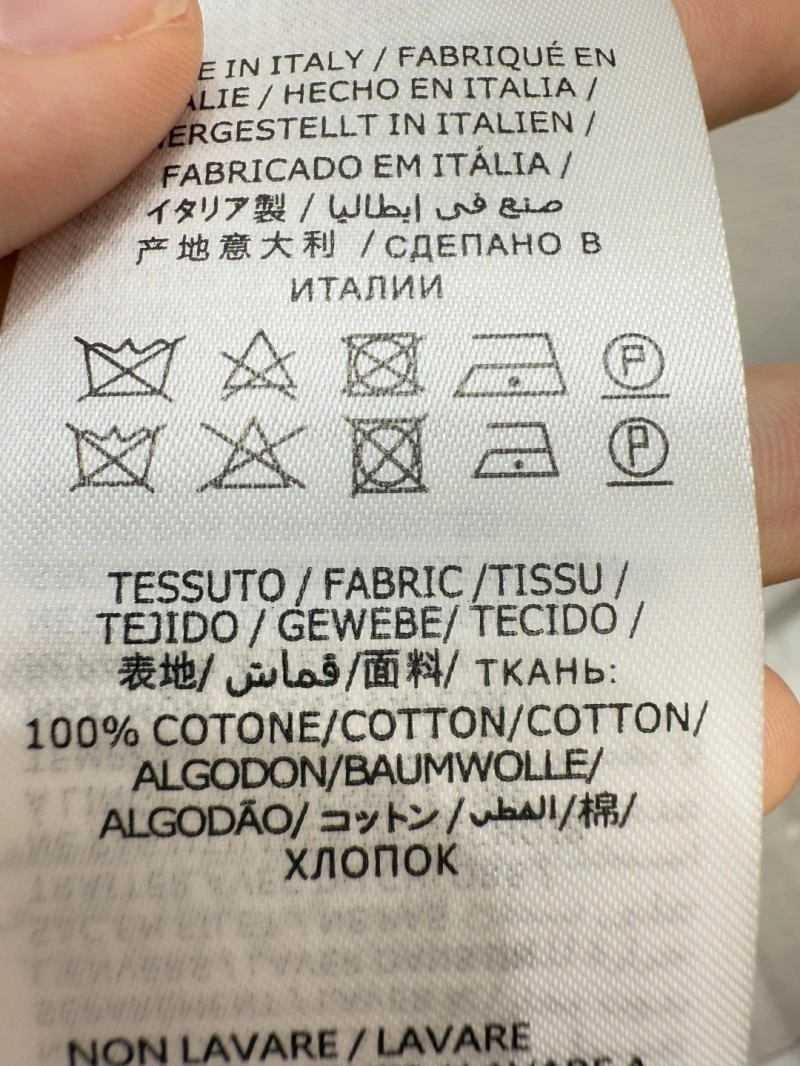 E IN ITALY / FABRIQUÉ EN
ALIE / HECHO EN ITALIA /
ERGESTELLT IN ITALIEN /
FABRICADO EM ITÁLIA /
イタリア製 / صنع في إيطاليا
产地意大利 / СДЕПАНО В
ИТАЛИИ
P
P
TESSUTO / FABRIC /TISSU /
TEJIDO / GEWEBE/ TECIDO /
表地/ قماش /面料/ ТКАНЬ:
100% COTONE/COTTON/COTTON/
ALGODON/BAUMWOLLE/
ALGODÃO/ コットン / القطن/棉/
ХЛОПОК
NON LAVARE / LAVARE